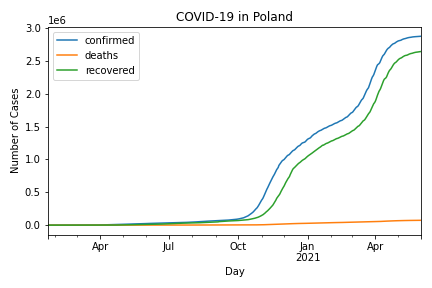 COVID-19 in Poland
1e6
3.0
2.5
2.0
1.5
1.0
0.5
0.0
Number of Cases
confirmed
deaths
recovered
Apr
Jul
Oct
Jan
2021
Apr
Day